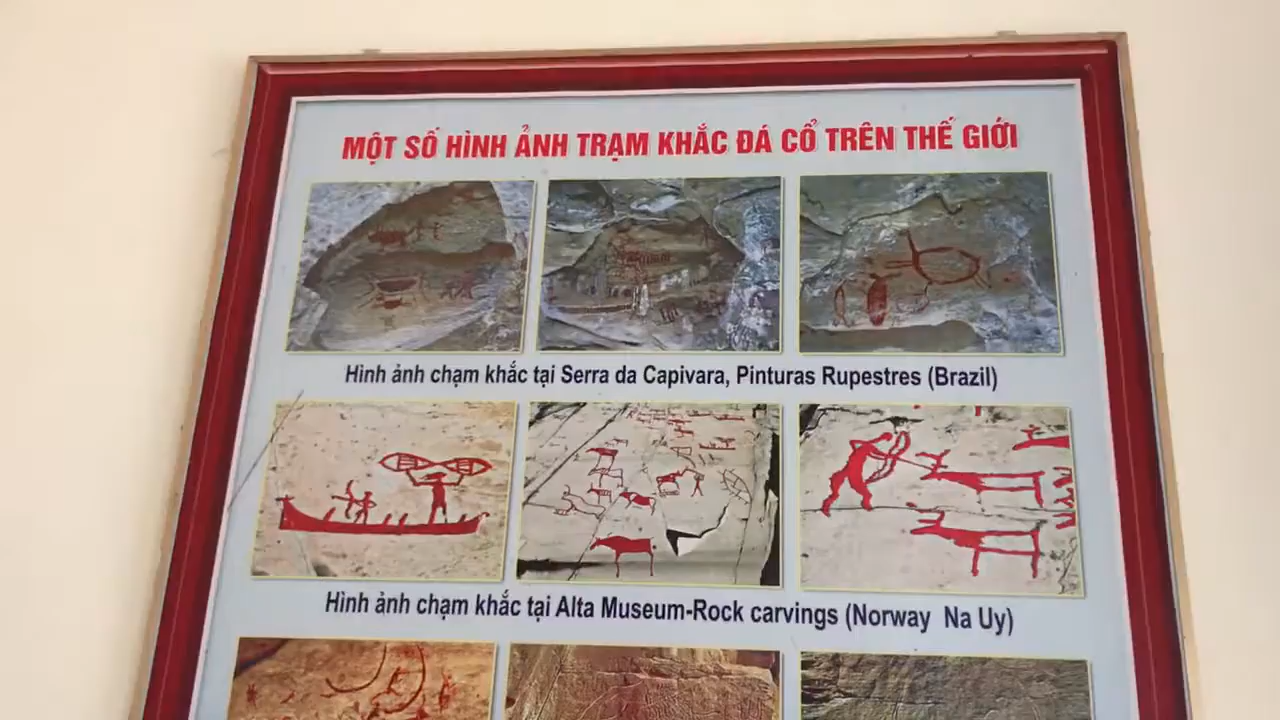 MỘT SỐ HÌNH ẢNH TRẠM KHẮC ĐÁ CỔ TRÊN THẾ GIỚI
Hình ảnh chạm khắc tại Serra da Capivara, Pinturas Rupestres (Brazil)
Hình ảnh chạm khắc tại Alta Museum-Rock carvings (Norway Na Uy)